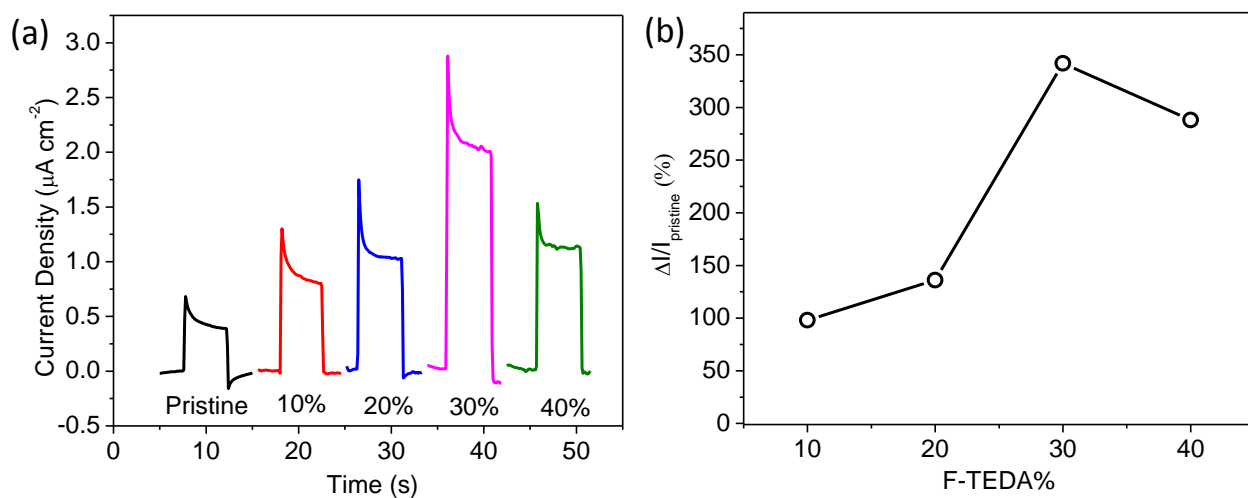 (a)
3.0
2.5
2.0
1.5
1.0
0.5
0.0
-0.5
Current Density (μA cm-2)
Pristine 10% 20% 30% 40%
0 10 20 30 40 50
Time (s)
(b)
350
300
250
200
150
100
50
0
ΔI/Ipristine (%)
10 20 30 40
F-TEDA%